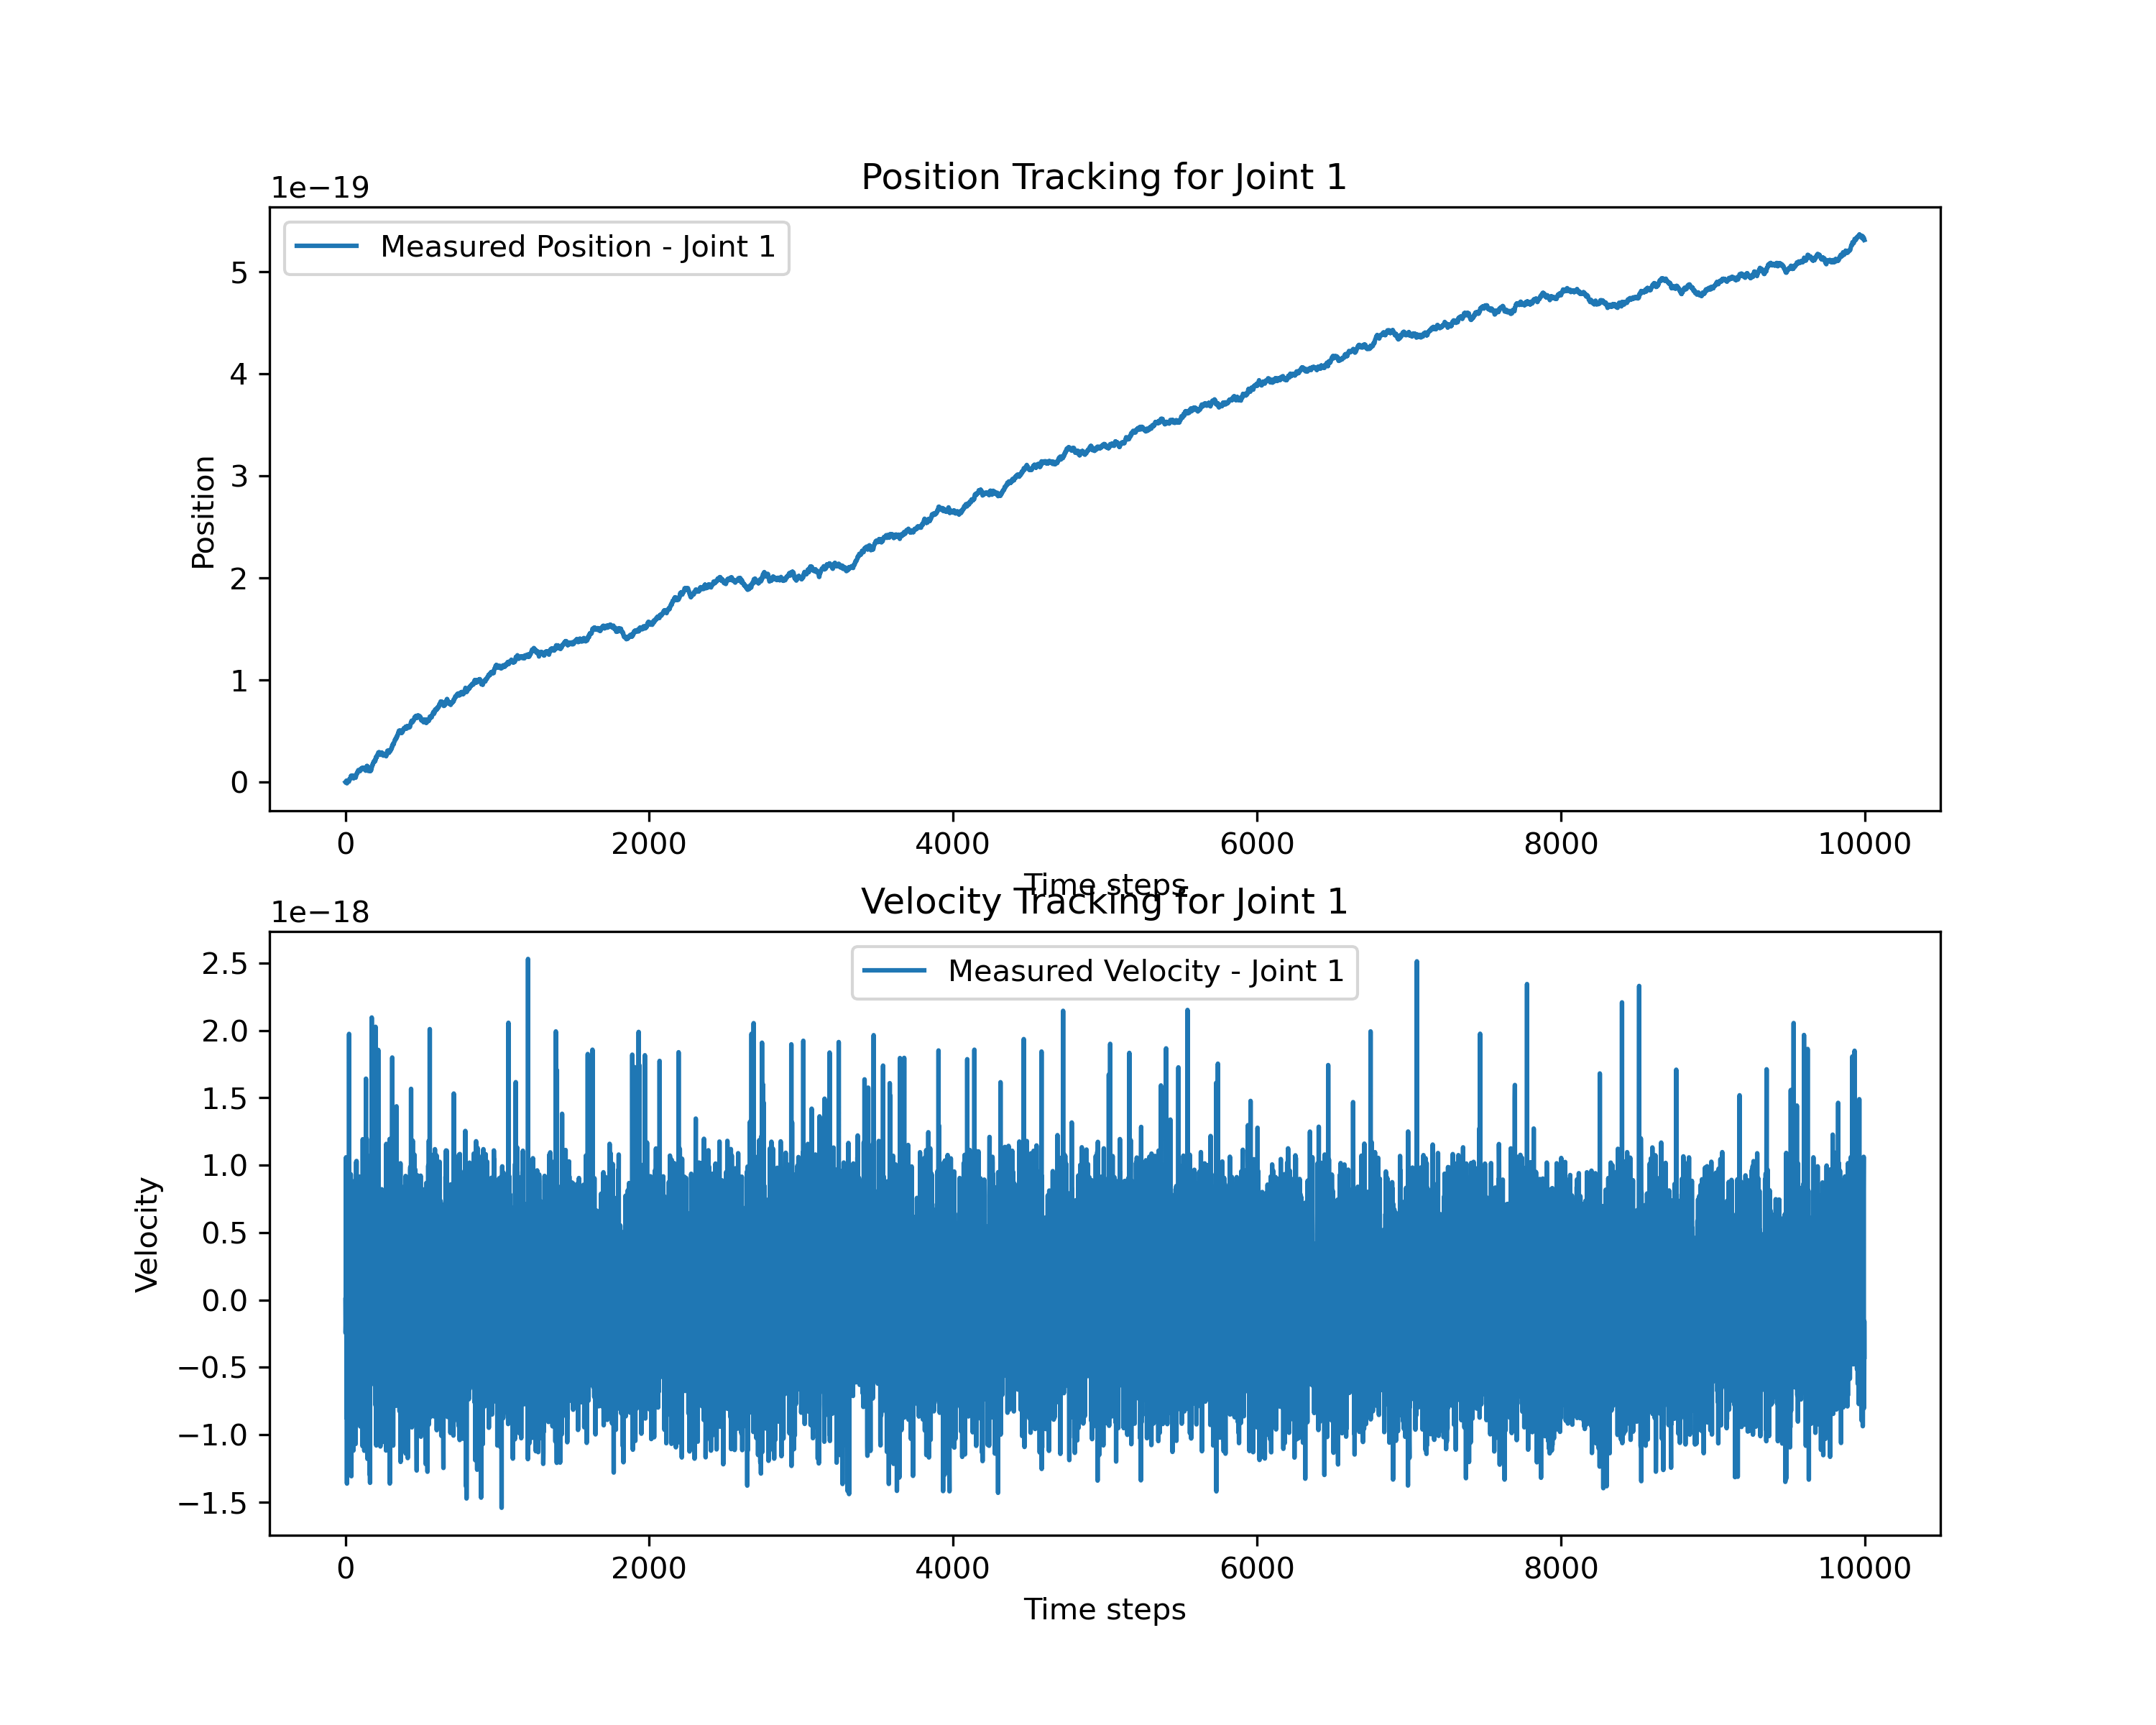 Position Tracking for Joint 1
1e−19
Measured Position - Joint 1
5
4
3
2
1
0
Position
0 2000 4000 6000 8000 10000
Time steps
Velocity Tracking for Joint 1
1e−18
Measured Velocity - Joint 1
2.5
2.0
1.5
1.0
0.5
0.0
−0.5
−1.0
−1.5
Velocity
0 2000 4000 6000 8000 10000
Time steps